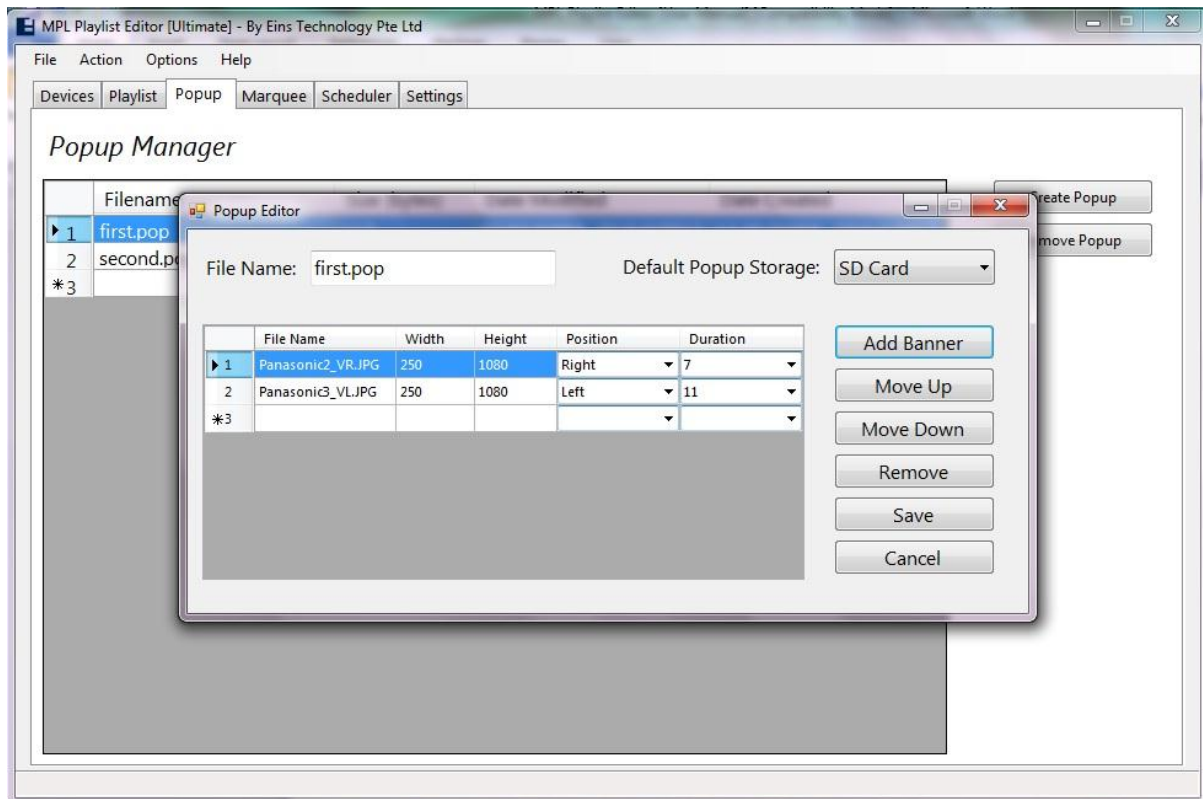 MPL Playlist Editor [Ultimate] - By Eins Technology Pte Ltd
File Action Options Help
Devices Playlist Popup Marquee Scheduler Settings
Popup Manager
Filename
Create Popup
1 first.pop
2 second.po
*3
move Popup
Popup Editor
File Name: first.pop Default Popup Storage: SD Card
File Name Width Height Position Duration
1 Panasonic2_VR.JPG 250 1080 Right 7
2 Panasonic3_VL.JPG 250 1080 Left 11
*3
Add Banner
Move Up
Move Down
Remove
Save
Cancel